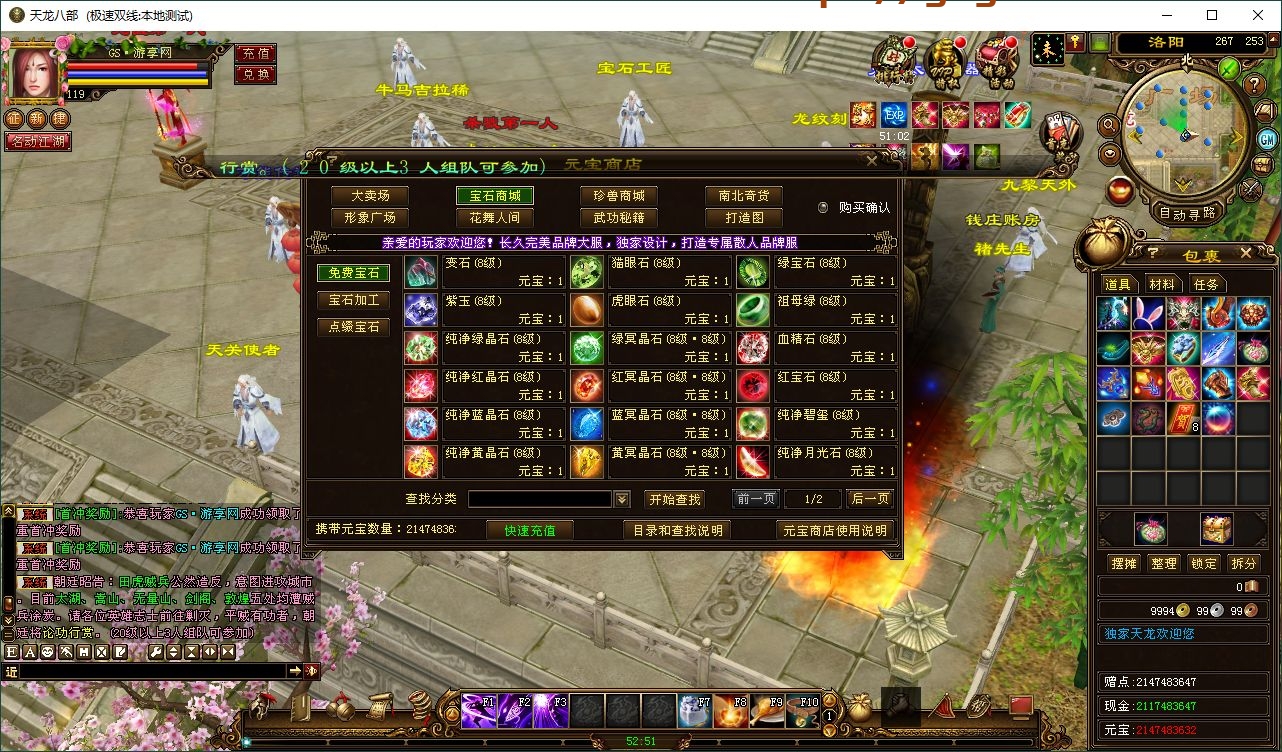 天龙八部 (极速双线:本地测试)
GS·游享网
充值
兑换
119
征 新 捷
名动江湖
宝石工匠
牛马吉拉稀
杀戮第一人
龙纹刻
EXP
51:02
未
洛阳 267 253
北
GM
自动寻路
九黎天外
钱庄账房
褚先生
天关使者
行赏。(20级以上3人组队可参加)
元宝商店
大卖场 宝石商城 珍兽商城 南北奇货
形象广场 花舞人间 武功秘籍 打造图
购买确认
亲爱的玩家欢迎您!长久完美品牌大服，独家设计，打造专属散人品牌服
免费宝石
宝石加工
点缀宝石
变石(8级) 猫眼石(8级) 绿宝石(8级)
元宝：1 元宝：1 元宝：1
紫玉(8级) 虎眼石(8级) 祖母绿(8级)
元宝：1 元宝：1 元宝：1
纯净绿晶石(8级) 绿冥晶石(8级·8级) 血精石(8级)
元宝：1 元宝：1 元宝：1
纯净红晶石(8级) 红冥晶石(8级·8级) 红宝石(8级)
元宝：1 元宝：1 元宝：1
纯净蓝晶石(8级) 蓝冥晶石(8级·8级) 纯净碧玺(8级)
元宝：1 元宝：1 元宝：1
纯净黄晶石(8级) 黄冥晶石(8级·8级) 纯净月光石(8级)
元宝：1 元宝：1 元宝：1
查找分类 开始查找 前一页 1/2 后一页
携带元宝数量：21474836 快速充值 目录和查找说明 元宝商店使用说明
包裹
道具 材料 任务
8
摆摊 整理 锁定 拆分
0
9994 99 99
独家天龙欢迎您
赠点:2147483647
现金:2117483647
元宝:2147483632
系统 [首冲奖励]:恭喜玩家GS·游享网成功领取了
重首冲奖励
系统 [首冲奖励]:恭喜玩家GS·游享网成功领取了
重首冲奖励
系统 朝廷昭告：田虎贼兵公然造反，意图进攻城市
。目前太湖、嵩山、无量山、剑阁、敦煌五处均遭贼
兵涂炭。请各位英雄志士前往剿灭，平贼有功者，朝
廷将论功行赏。(20级以上3人组队可参加)
近
F1 F2 F3 F7 F8 F9 F10
1
52:51